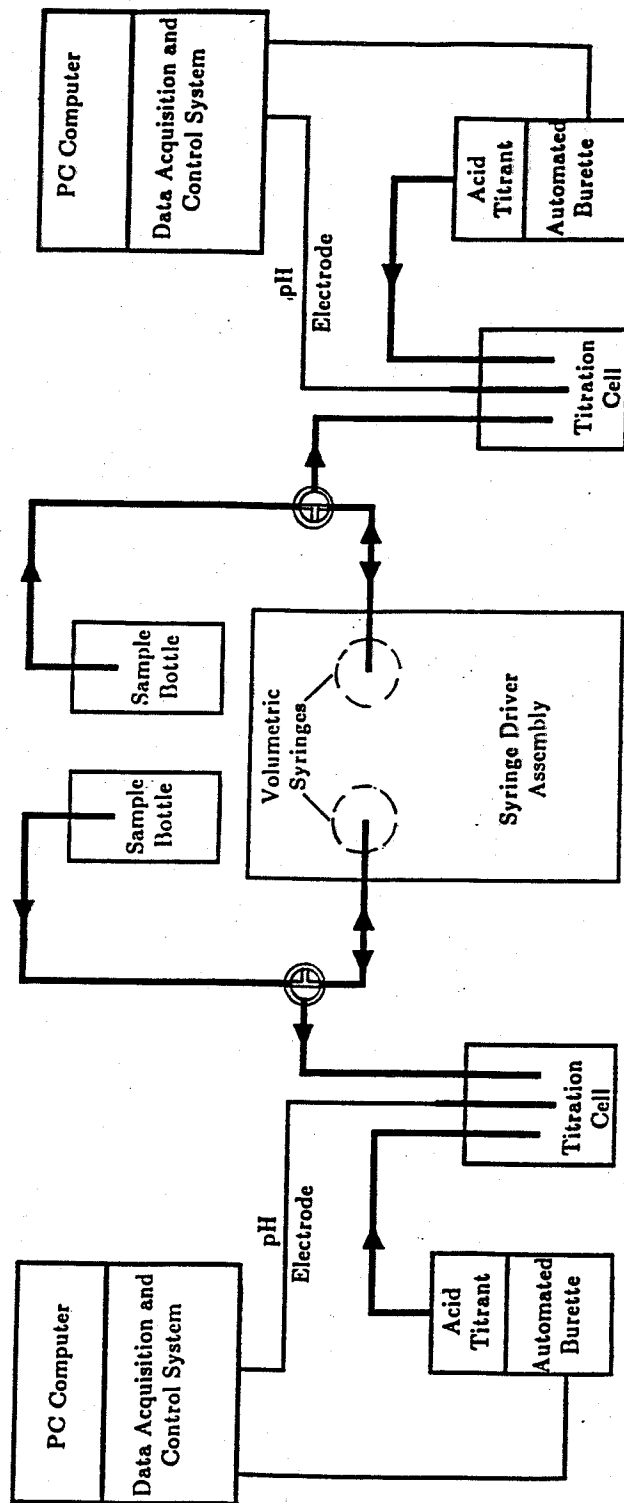 PC Computer
Data Acquisition and
Control System
pH
Electrode
Acid
Titrant
Automated
Burette
Titration
Cell
Sample
Bottle
Sample
Bottle
Volumetric
Syringes
Syringe Driver
Assembly
PC Computer
Data Acquisition and
Control System
pH
Electrode
Acid
Titrant
Automated
Burette
Titration
Cell